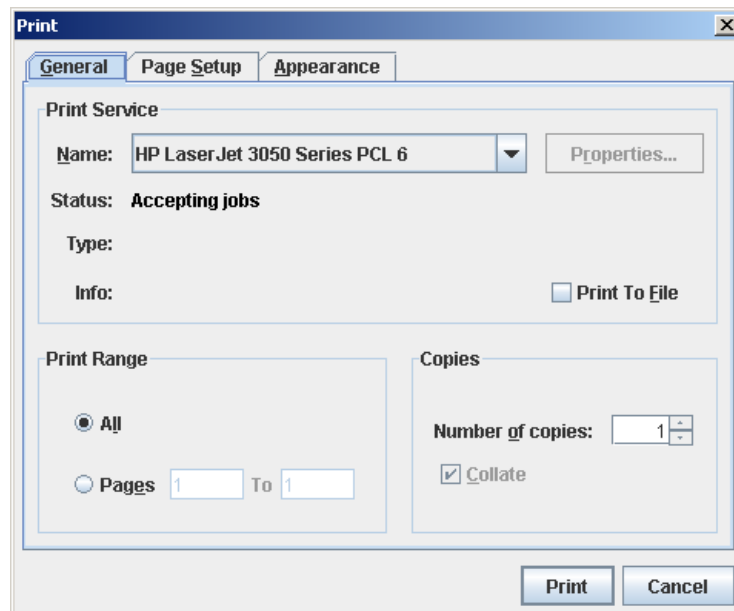 Print
General Page Setup Appearance
Print Service
Name: HP LaserJet 3050 Series PCL 6 Properties...
Status: Accepting jobs
Type:
Info: Print To File
Print Range Copies
All
Number of copies: 1
Pages 1 To 1
Collate
Print Cancel